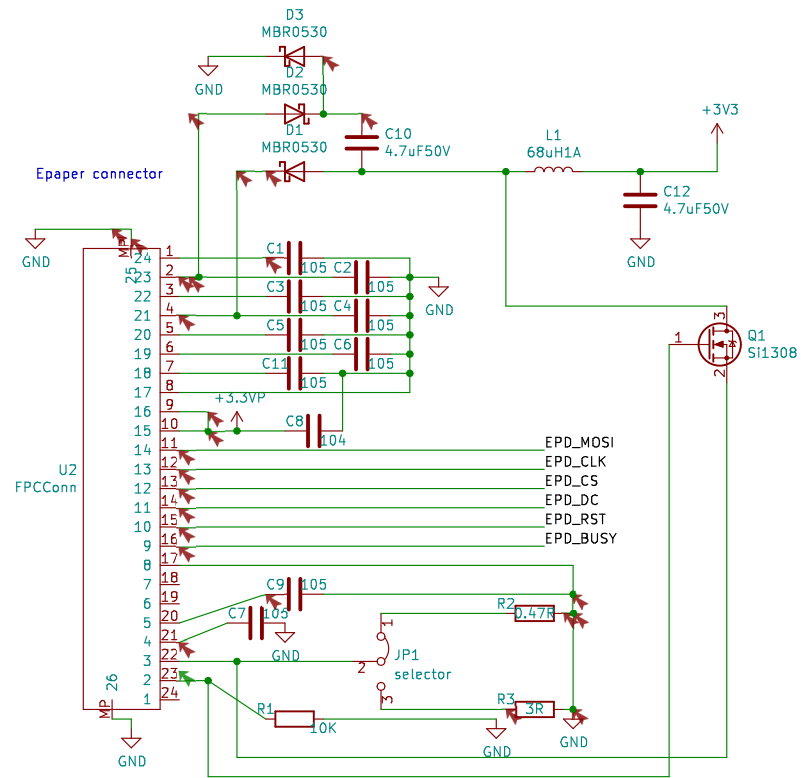 D3
MBR0530
GND
D2
MBR0530
+3V3
D1
MBR0530
C10
4.7uF50V
L1
68uH1A
Epaper connector
C12
4.7uF50V
GND
MP
25
GND
24 1 C1 105
23 2 C2 105
22 3 C3 105
GND
21 4 C4 105
20 5 C5 105
19 6 C6 105
18 7 C11 105
17 8
3
1
Q1
Si1308
2
16 9 +3.3VP
15 10 C8 104
14 11 EPD_MOSI
13 12 EPD_CLK
12 13 EPD_CS
11 14 EPD_DC
10 15 EPD_RST
9 16 EPD_BUSY
U2
FPCConn
8 17
7 18
6 19 C9 105
5 20 C7 105
4 21
GND
3 22
2 23
1 24
R2
0.47R
1
2
3
JP1
selector
MP
26
GND
R1
10K
R3
3R
GND
GND